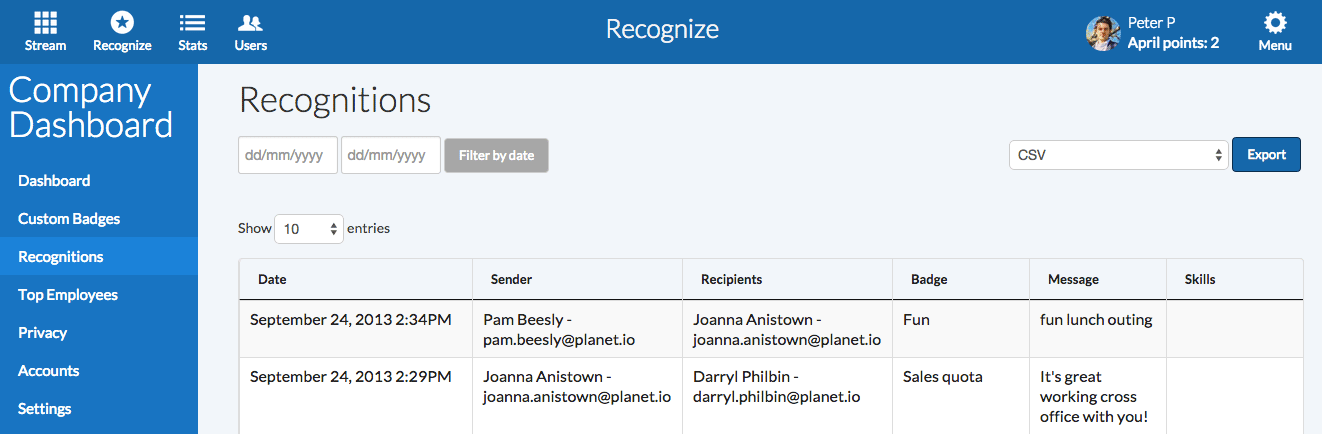 Stream Recognize Stats Users Recognize Peter P
April points: 2 Menu
Company
Dashboard
Dashboard
Custom Badges
Recognitions
Top Employees
Privacy
Accounts
Settings
Recognitions
dd/mm/yyyy dd/mm/yyyy Filter by date CSV Export
Show 10 entries
Date Sender Recipients Badge Message Skills
September 24, 2013 2:34PM Pam Beesly - Joanna Anistown - Fun fun lunch outing
pam.beesly@planet.io joanna.anistown@planet.io
September 24, 2013 2:29PM Joanna Anistown - Darryl Philbin - Sales quota It's great
joanna.anistown@planet.io darryl.philbin@planet.io working cross
office with you!